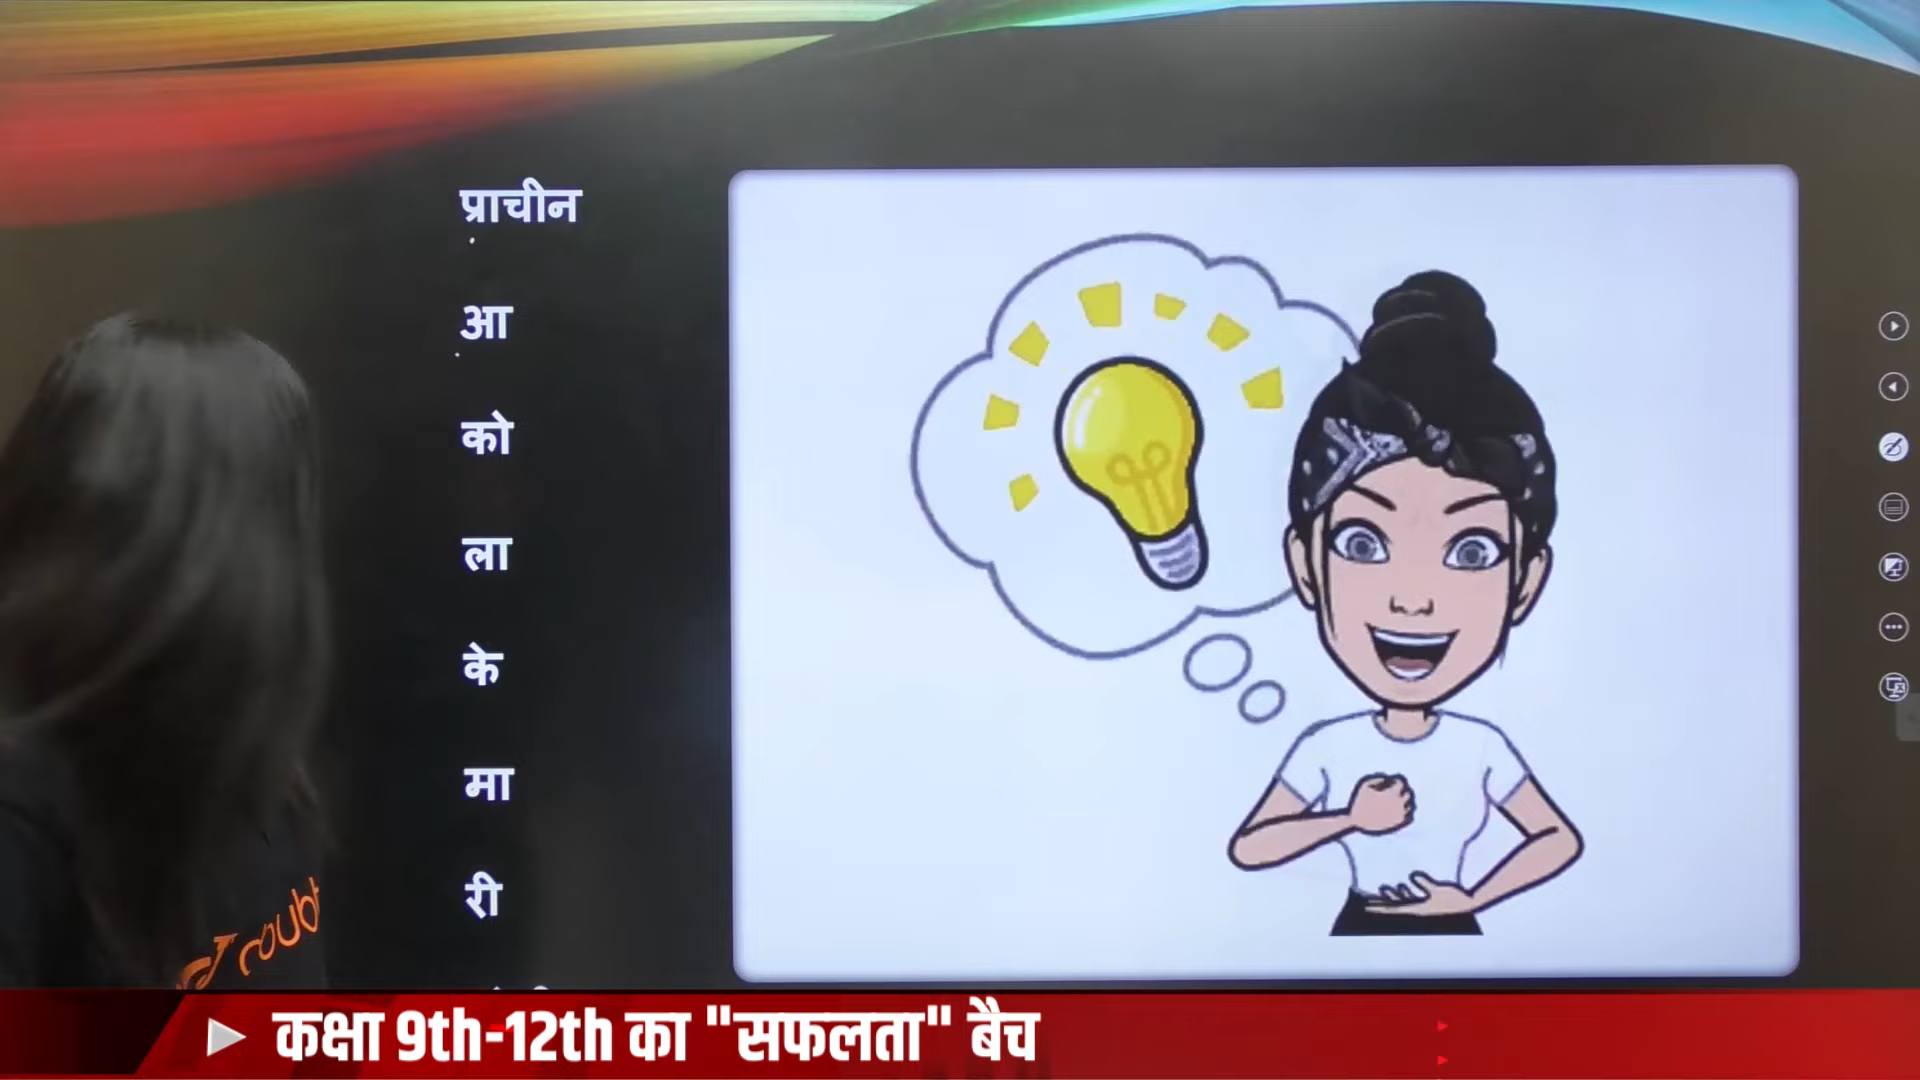 प्राचीन
आ
को
ला
के
मा
री
कक्षा 9th-12th का "सफलता" बैच